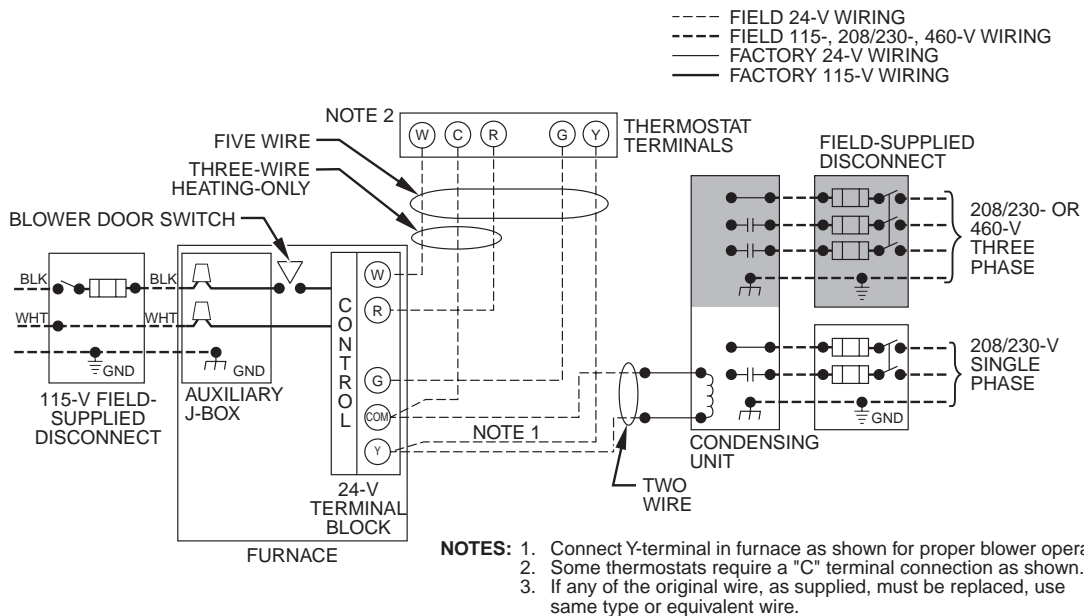 FIELD 24-V WIRING
FIELD 115-, 208/230-, 460-V WIRING
FACTORY 24-V WIRING
FACTORY 115-V WIRING
NOTE 2
W C R G Y
THERMOSTAT
TERMINALS
FIVE WIRE
THREE-WIRE
HEATING-ONLY
BLOWER DOOR SWITCH
FIELD-SUPPLIED
DISCONNECT
208/230- OR
460-V
THREE
PHASE
BLK
BLK
WHT
WHT
GND
GND
115-V FIELD-
SUPPLIED
DISCONNECT
AUXILIARY
J-BOX
CONTROL
W
R
G
COM
Y
NOTE 1
24-V
TERMINAL
BLOCK
FURNACE
TWO
WIRE
CONDENSING
UNIT
208/230-V
SINGLE
PHASE
GND
NOTES: 1. Connect Y-terminal in furnace as shown for proper blower opera
2. Some thermostats require a "C" terminal connection as shown.
3. If any of the original wire, as supplied, must be replaced, use
same type or equivalent wire.